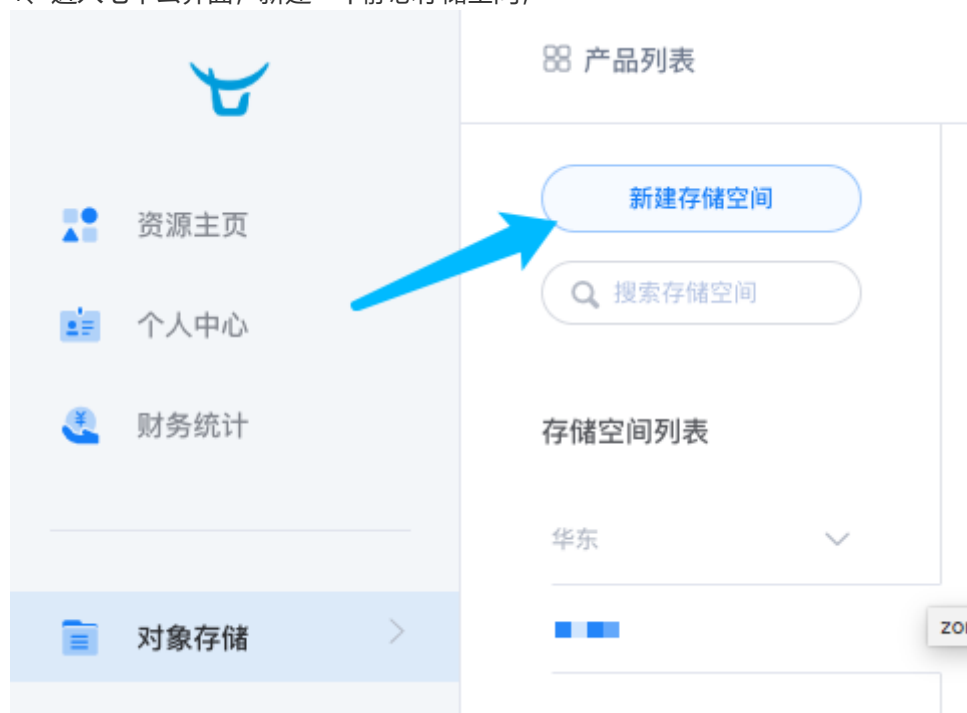 产品列表
新建存储空间
资源主页
搜索存储空间
个人中心
财务统计
存储空间列表
华东
对象存储